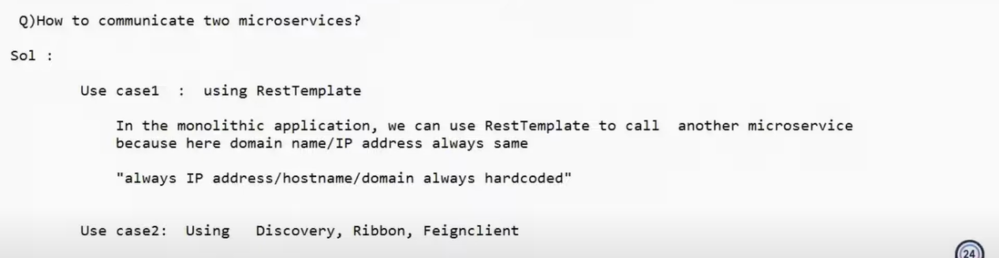 Q)How to communicate two microservices?
Sol :
Use case1 : using RestTemplate
In the monolithic application, we can use RestTemplate to call another microservice
because here domain name/IP address always same
"always IP address/hostname/domain always hardcoded"
Use case2: Using Discovery, Ribbon, Feignclient
24